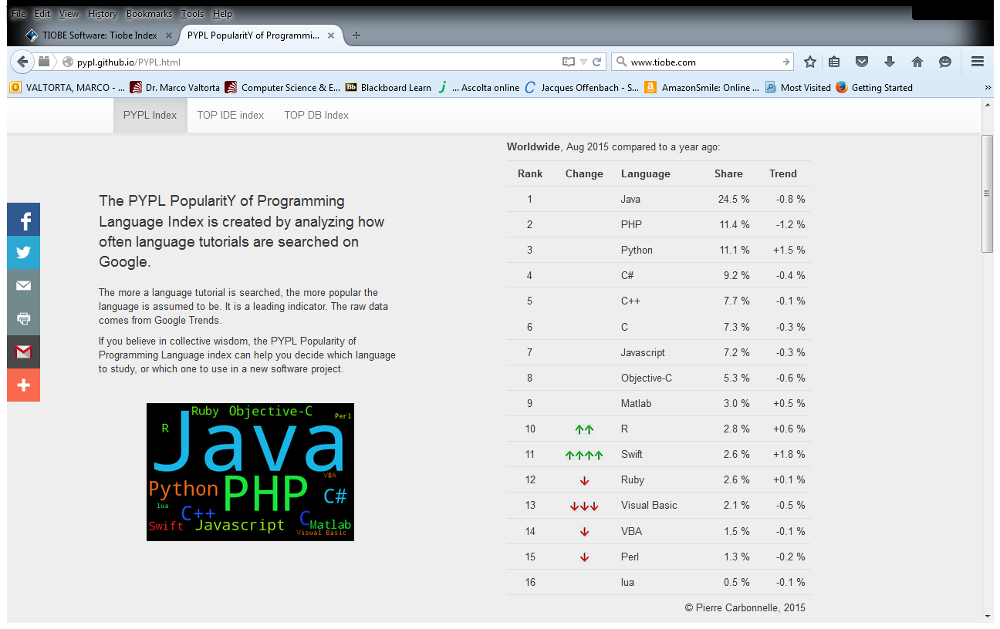 File Edit View History Bookmarks Tools Help
TIOBE Software: Tiobe Index × PYPL PopularitY of Programmi... × +
pypl.github.io/PYPL.html www.tiobe.com
VALTORTA, MARCO - ... Dr. Marco Valtorta Computer Science & E... Bb Blackboard Learn j ... Ascolta online C Jacques Offenbach - S... a AmazonSmile: Online ... Most Visited Getting Started »
PYPL Index TOP IDE index TOP DB Index
The PYPL PopularitY of Programming
Language Index is created by analyzing how
often language tutorials are searched on
Google.
The more a language tutorial is searched, the more popular the
language is assumed to be. It is a leading indicator. The raw data
comes from Google Trends.
If you believe in collective wisdom, the PYPL Popularity of
Programming Language index can help you decide which language
to study, or which one to use in a new software project.
Ruby Objective-C
Perl
R
Java
VBA
Python PHP C#
lua
C++ C
Swift Javascript Matlab
Visual Basic
Worldwide, Aug 2015 compared to a year ago:
Rank Change Language Share Trend
1 Java 24.5 % -0.8 %
2 PHP 11.4 % -1.2 %
3 Python 11.1 % +1.5 %
4 C# 9.2 % -0.4 %
5 C++ 7.7 % -0.1 %
6 C 7.3 % -0.3 %
7 Javascript 7.2 % -0.3 %
8 Objective-C 5.3 % -0.6 %
9 Matlab 3.0 % +0.5 %
10 ↑↑ R 2.8 % +0.6 %
11 ↑↑↑↑ Swift 2.6 % +1.8 %
12 ↓ Ruby 2.6 % +0.1 %
13 ↓↓↓ Visual Basic 2.1 % -0.5 %
14 ↓ VBA 1.5 % -0.1 %
15 ↓ Perl 1.3 % -0.2 %
16 lua 0.5 % -0.1 %
© Pierre Carbonnelle, 2015